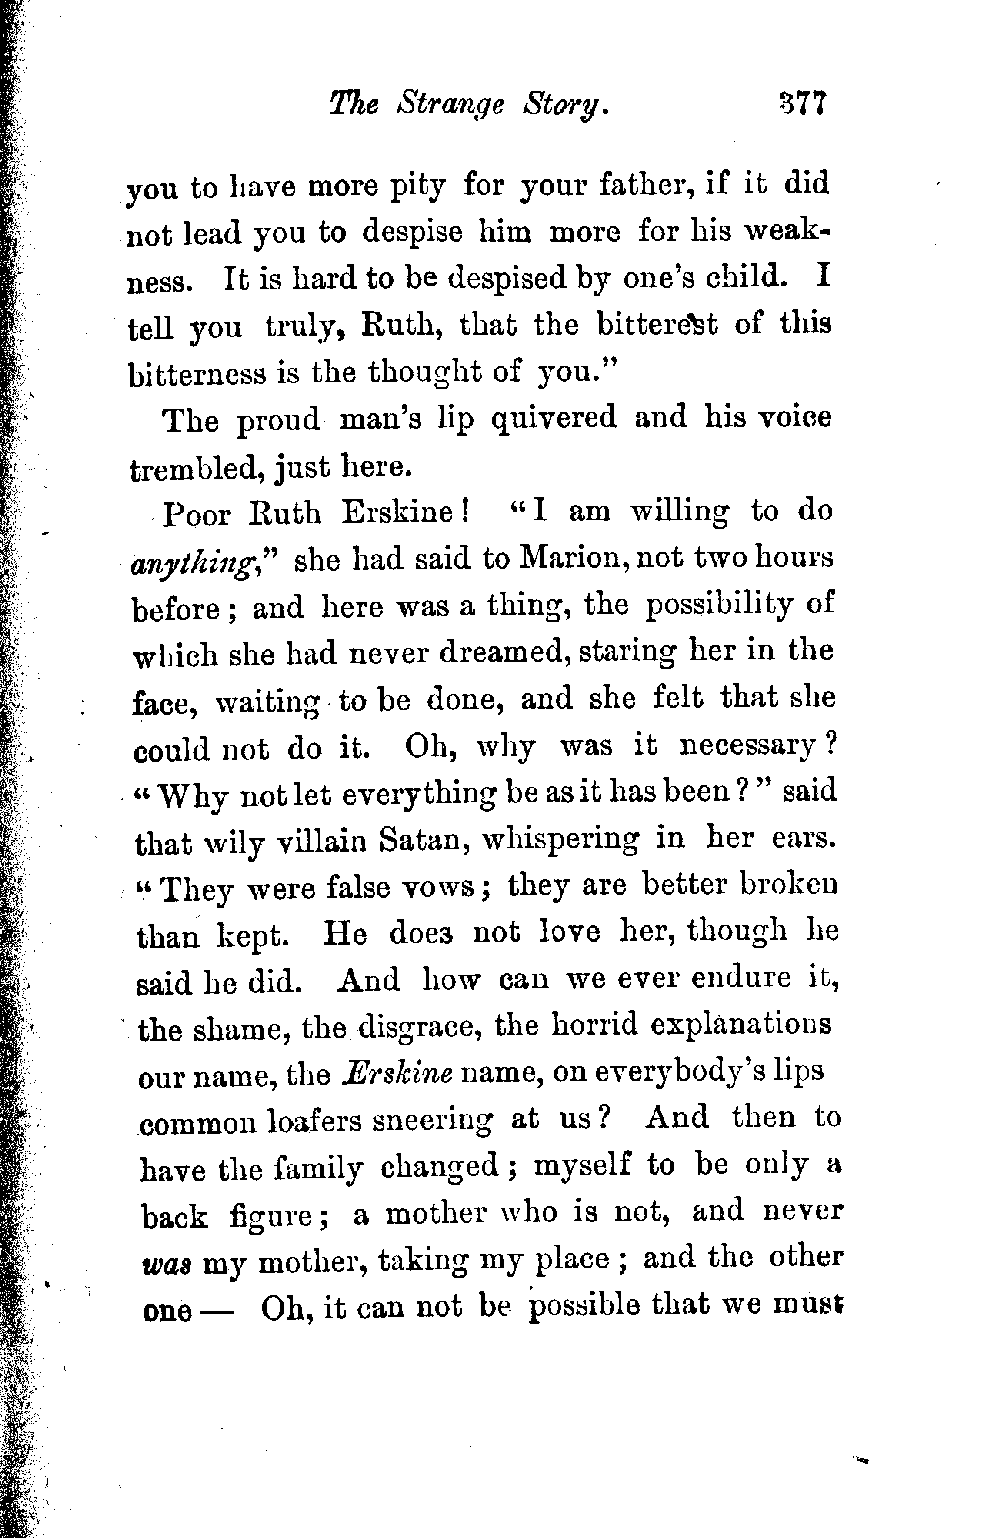 The Strange Story. 377
you to have more pity for your father, if it did
not lead you to despise him more for his weak-
ness. It is hard to be despised by one's child. I
tell you truly, Ruth, that the bitterest of this
bitterness is the thought of you."
The proud man's lip quivered and his voice
trembled, just here.
Poor Ruth Erskine! "I am willing to do
anything," she had said to Marion, not two hours
before; and here was a thing, the possibility of
which she had never dreamed, staring her in the
face, waiting to be done, and she felt that she
could not do it. Oh, why was it necessary?
"Why not let everything be as it has been?" said
that wily villain Satan, whispering in her ears.
"They were false vows; they are better broken
than kept. He does not love her, though he
said he did. And how can we ever endure it,
the shame, the disgrace, the horrid explanations
our name, the Erskine name, on everybody's lips
common loafers sneering at us? And then to
have the family changed; myself to be only a
back figure; a mother who is not, and never
was my mother, taking my place; and the other
one — Oh, it can not be possible that we must